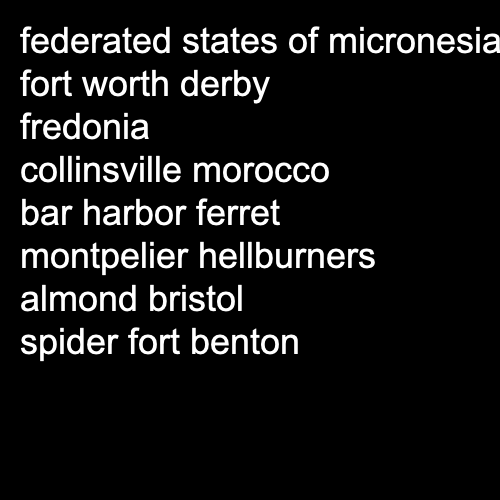 federated states of micronesia
fort worth derby
fredonia
collinsville morocco
bar harbor ferret
montpelier hellburners
almond bristol
spider fort benton